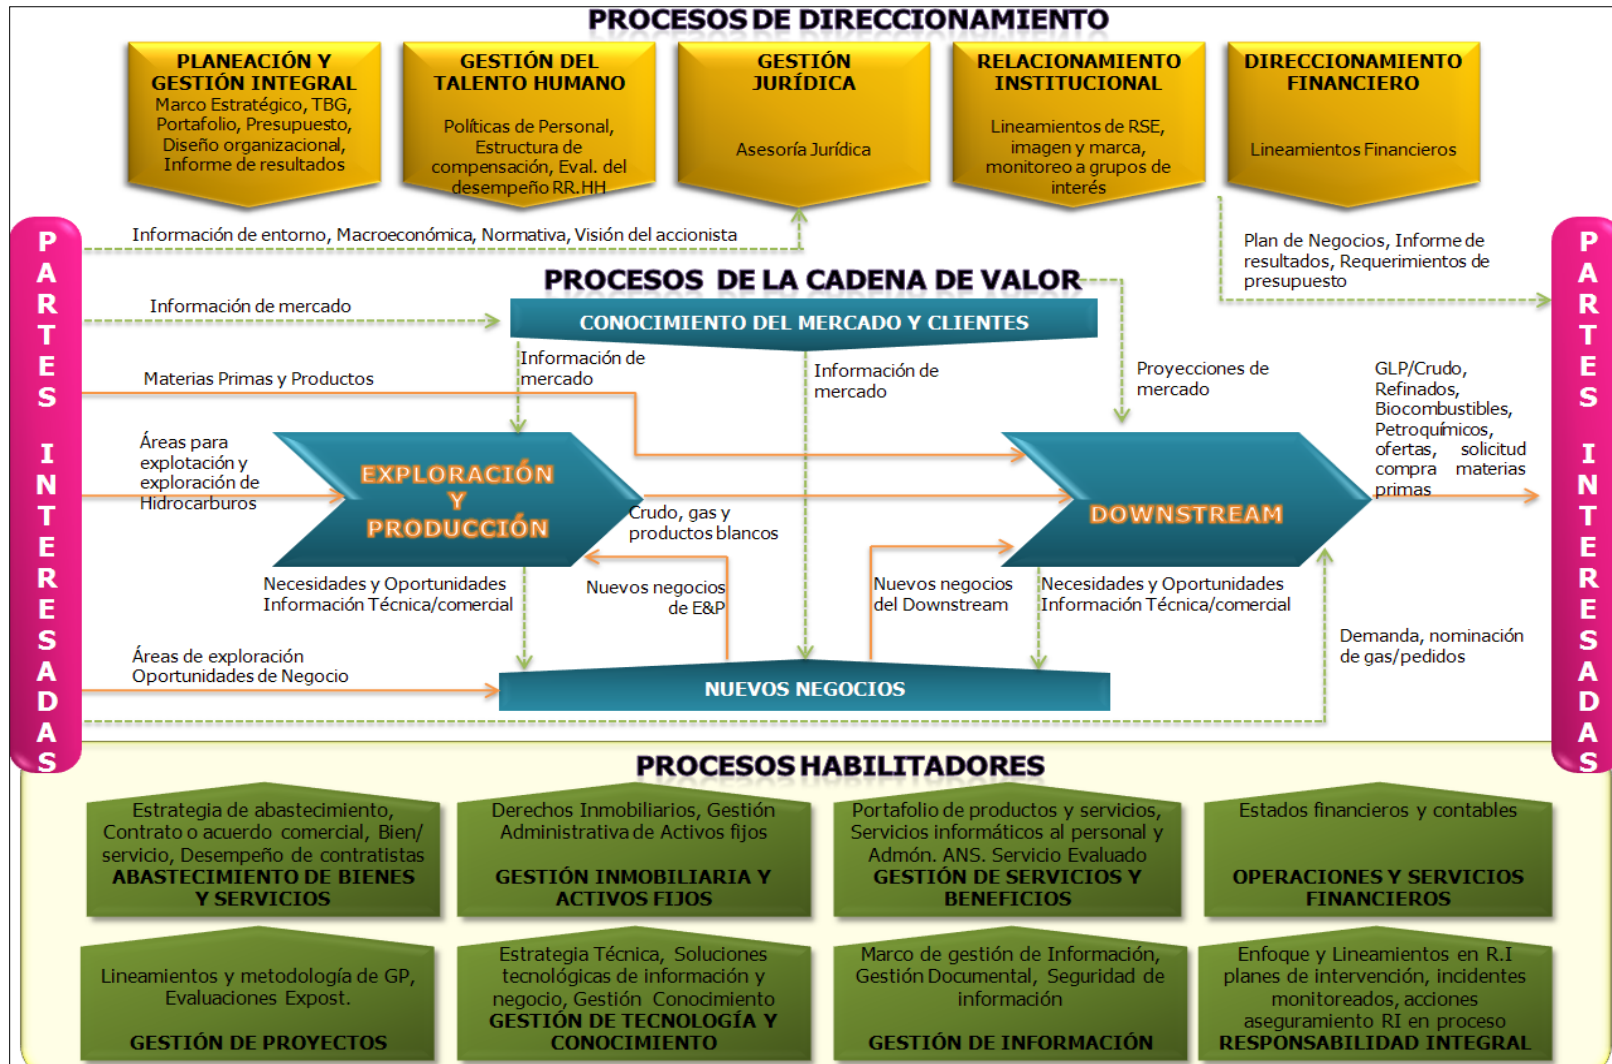 PROCESOS DE DIRECCIONAMIENTO
PLANEACIÓN Y
GESTIÓN INTEGRAL
Marco Estratégico, TBG,
Portafolio, Presupuesto,
Diseño organizacional,
Informe de resultados
GESTIÓN DEL
TALENTO HUMANO
Políticas de Personal,
Estructura de
compensación, Eval. del
desempeño RR.HH
GESTIÓN
JURÍDICA
Asesoría Jurídica
RELACIONAMIENTO
INSTITUCIONAL
Lineamientos de RSE,
imagen y marca,
monitoreo a grupos de
interés
DIRECCIONAMIENTO
FINANCIERO
Lineamientos Financieros
PARTES INTERESADAS
Información de entorno, Macroeconómica, Normativa, Visión del accionista
Plan de Negocios, Informe de
resultados, Requerimientos de
presupuesto
PARTES INTERESADAS
PROCESOS DE LA CADENA DE VALOR
Información de mercado
CONOCIMIENTO DEL MERCADO Y CLIENTES
Información de
mercado
Información de
mercado
Proyecciones de
mercado
Materias Primas y Productos
GLP/Crudo,
Refinados,
Biocombustibles,
Petroquímicos,
ofertas, solicitud
compra materias
primas
Áreas para
explotación y
exploración de
Hidrocarburos
EXPLORACIÓN
Y
PRODUCCIÓN
Crudo, gas y
productos blancos
DOWNSTREAM
Necesidades y Oportunidades
Información Técnica/comercial
Nuevos negocios
de E&P
Nuevos negocios
del Downstream
Necesidades y Oportunidades
Información Técnica/comercial
Demanda, nominación
de gas/pedidos
Áreas de exploración
Oportunidades de Negocio
NUEVOS NEGOCIOS
PROCESOS HABILITADORES
Estrategia de abastecimiento,
Contrato o acuerdo comercial, Bien/
servicio, Desempeño de contratistas
ABASTECIMIENTO DE BIENES
Y SERVICIOS
Derechos Inmobiliarios, Gestión
Administrativa de Activos fijos
GESTIÓN INMOBILIARIA Y
ACTIVOS FIJOS
Portafolio de productos y servicios,
Servicios informáticos al personal y
Admón. ANS. Servicio Evaluado
GESTIÓN DE SERVICIOS Y
BENEFICIOS
Estados financieros y contables
OPERACIONES Y SERVICIOS
FINANCIEROS
Lineamientos y metodología de GP,
Evaluaciones Expost.
GESTIÓN DE PROYECTOS
Estrategia Técnica, Soluciones
tecnológicas de información y
negocio, Gestión Conocimiento
GESTIÓN DE TECNOLOGÍA Y
CONOCIMIENTO
Marco de gestión de Información,
Gestión Documental, Seguridad de
información
GESTIÓN DE INFORMACIÓN
Enfoque y Lineamientos en R.I
planes de intervención, incidentes
monitoreados, acciones
aseguramiento RI en proceso
RESPONSABILIDAD INTEGRAL